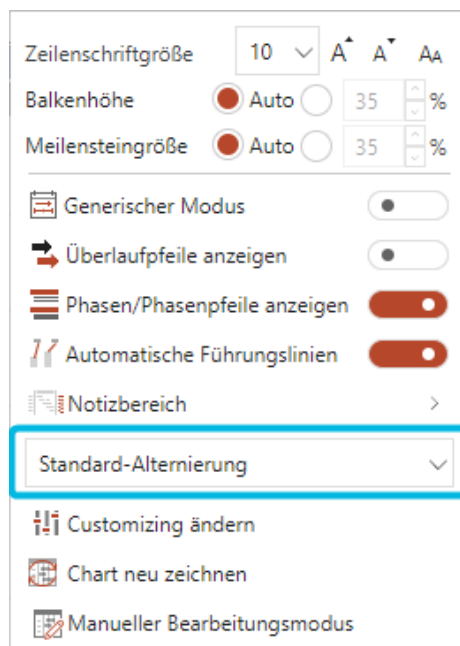 Zeilenschriftgröße 10 A A AA
Balkenhöhe Auto 35 %
Meilensteingröße Auto 35 %
Generischer Modus
Überlaufpfeile anzeigen
Phasen/Phasenpfeile anzeigen
Automatische Führungslinien
Notizbereich
Standard-Alternierung
Customizing ändern
Chart neu zeichnen
Manueller Bearbeitungsmodus